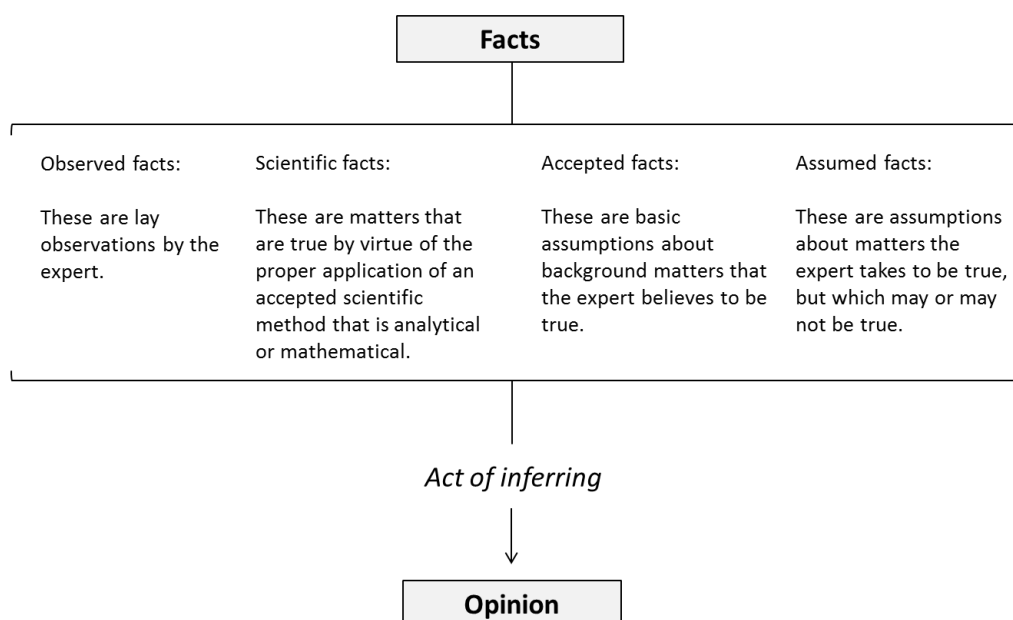 Facts
Observed facts:
These are lay
observations by the
expert.
Scientific facts:
These are matters that
are true by virtue of the
proper application of an
accepted scientific
method that is analytical
or mathematical.
Accepted facts:
These are basic
assumptions about
background matters that
the expert believes to be
true.
Assumed facts:
These are assumptions
about matters the
expert takes to be true,
but which may or may
not be true.
Act of inferring
Opinion